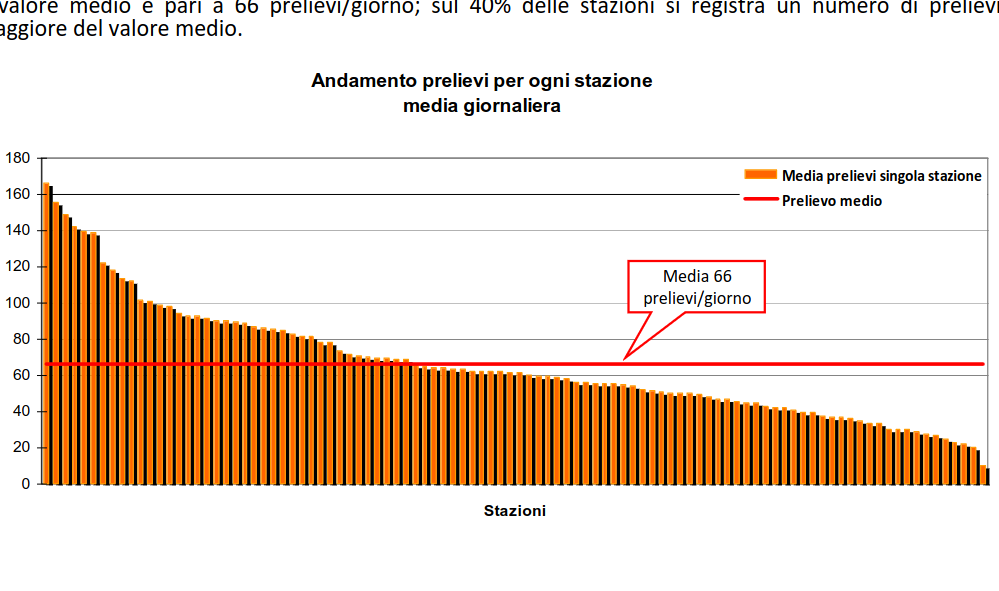 valore medio è pari a 66 prelievi/giorno; sul 40% delle stazioni si registra un numero di prelievi
aggiore del valore medio.
Andamento prelievi per ogni stazione
media giornaliera
180
160
140
120
100
80
60
40
20
0
Media prelievi singola stazione
Prelievo medio
Media 66
prelievi/giorno
Stazioni